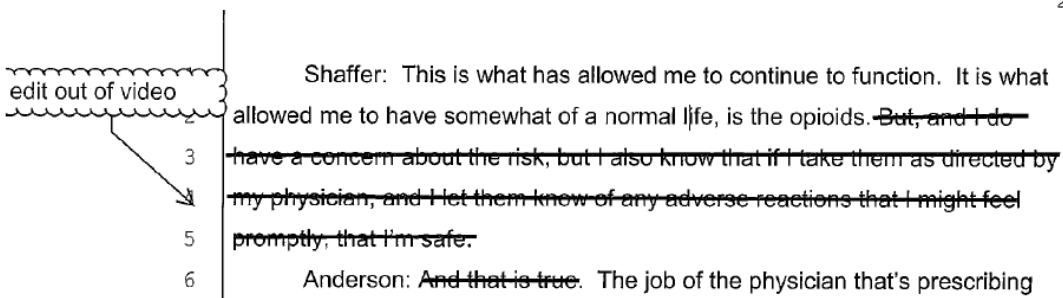 Shaffer: This is what has allowed me to continue to function. It is what
edit out of video
2 allowed me to have somewhat of a normal life, is the opioids. But, and I do
3 have a concern about the risk, but I also know that if I take them as directed by
my physician, and I let them know of any adverse reactions that I might feel
5 promptly, that I'm safe.
6 Anderson: And that is true. The job of the physician that's prescribing